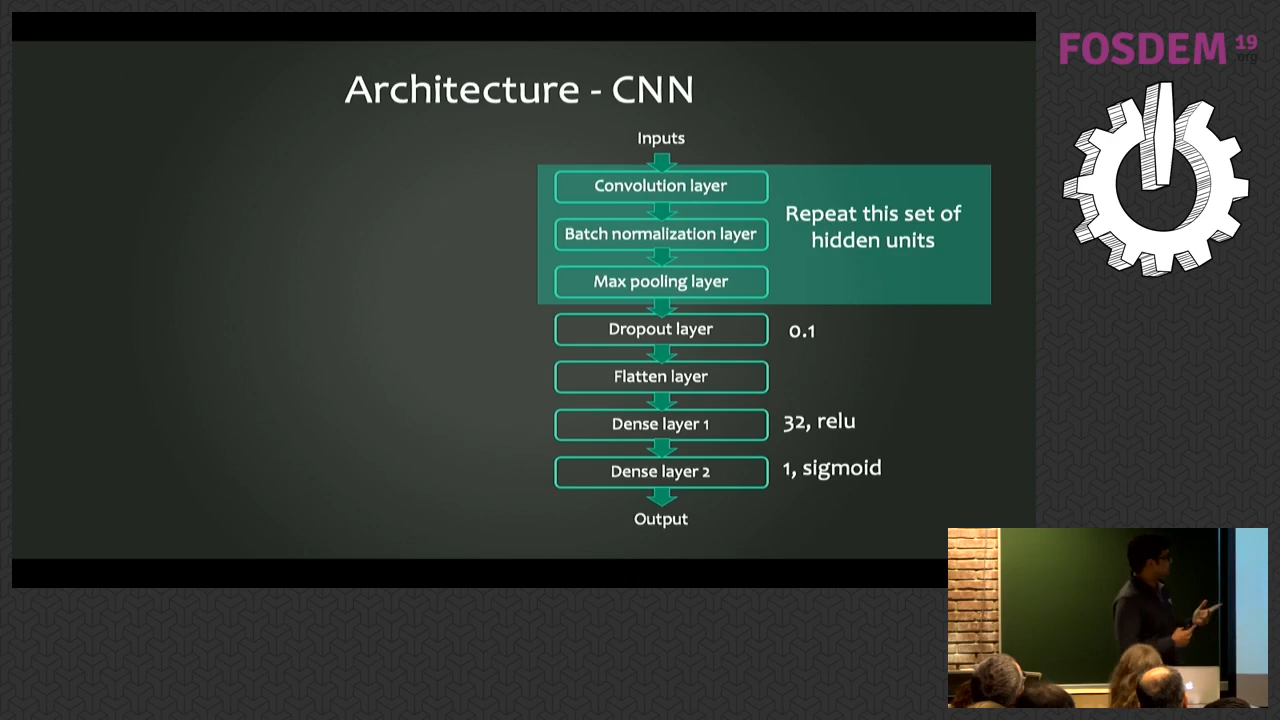 FOSDEM 19
.org
Architecture - CNN
Inputs
Convolution layer
Batch normalization layer
Max pooling layer
Repeat this set of
hidden units
Dropout layer 0.1
Flatten layer
Dense layer 1 32, relu
Dense layer 2 1, sigmoid
Output